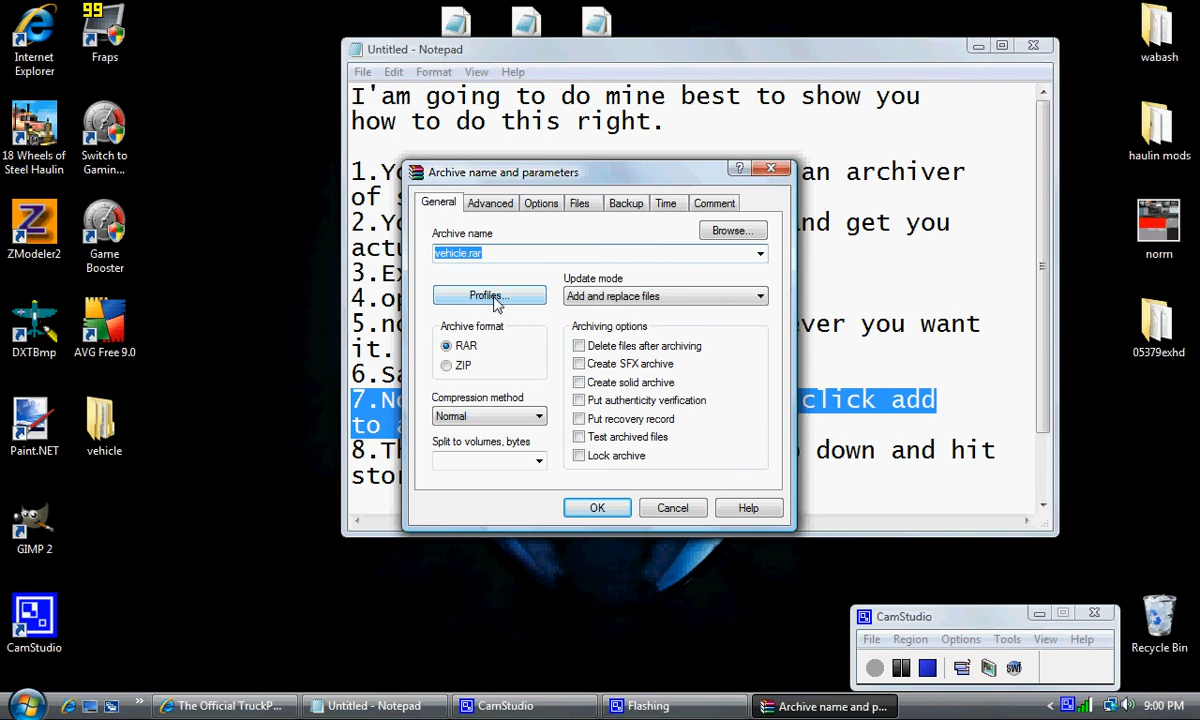 99
Internet
Explorer
Fraps
18 Wheels of
Steel Haulin
Switch to
Gamin...
ZModeler2
Game
Booster
DXTBmp
AVG Free 9.0
Paint.NET
vehicle
GIMP 2
CamStudio
wabash
haulin mods
norm
05379exhd
Recycle Bin
Untitled - Notepad
File Edit Format View Help
I'am going to do mine best to show you
how to do this right.
1.Yo an archiver
of s
2.Yo nd get you
actu
3.Ex
4.op
5.no ever you want
it.
6.Sa
7.No click add
to a
8.Th down and hit
stor
Archive name and parameters
General Advanced Options Files Backup Time Comment
Archive name
Browse...
vehicle.rar
Profiles...
Update mode
Add and replace files
Archive format
RAR
ZIP
Compression method
Normal
Split to volumes, bytes
Archiving options
Delete files after archiving
Create SFX archive
Create solid archive
Put authenticity verification
Put recovery record
Test archived files
Lock archive
OK Cancel Help
CamStudio
File Region Options Tools View Help
SWF
The Official TruckP...
Untitled - Notepad
CamStudio
Flashing
Archive name and p...
9:00 PM